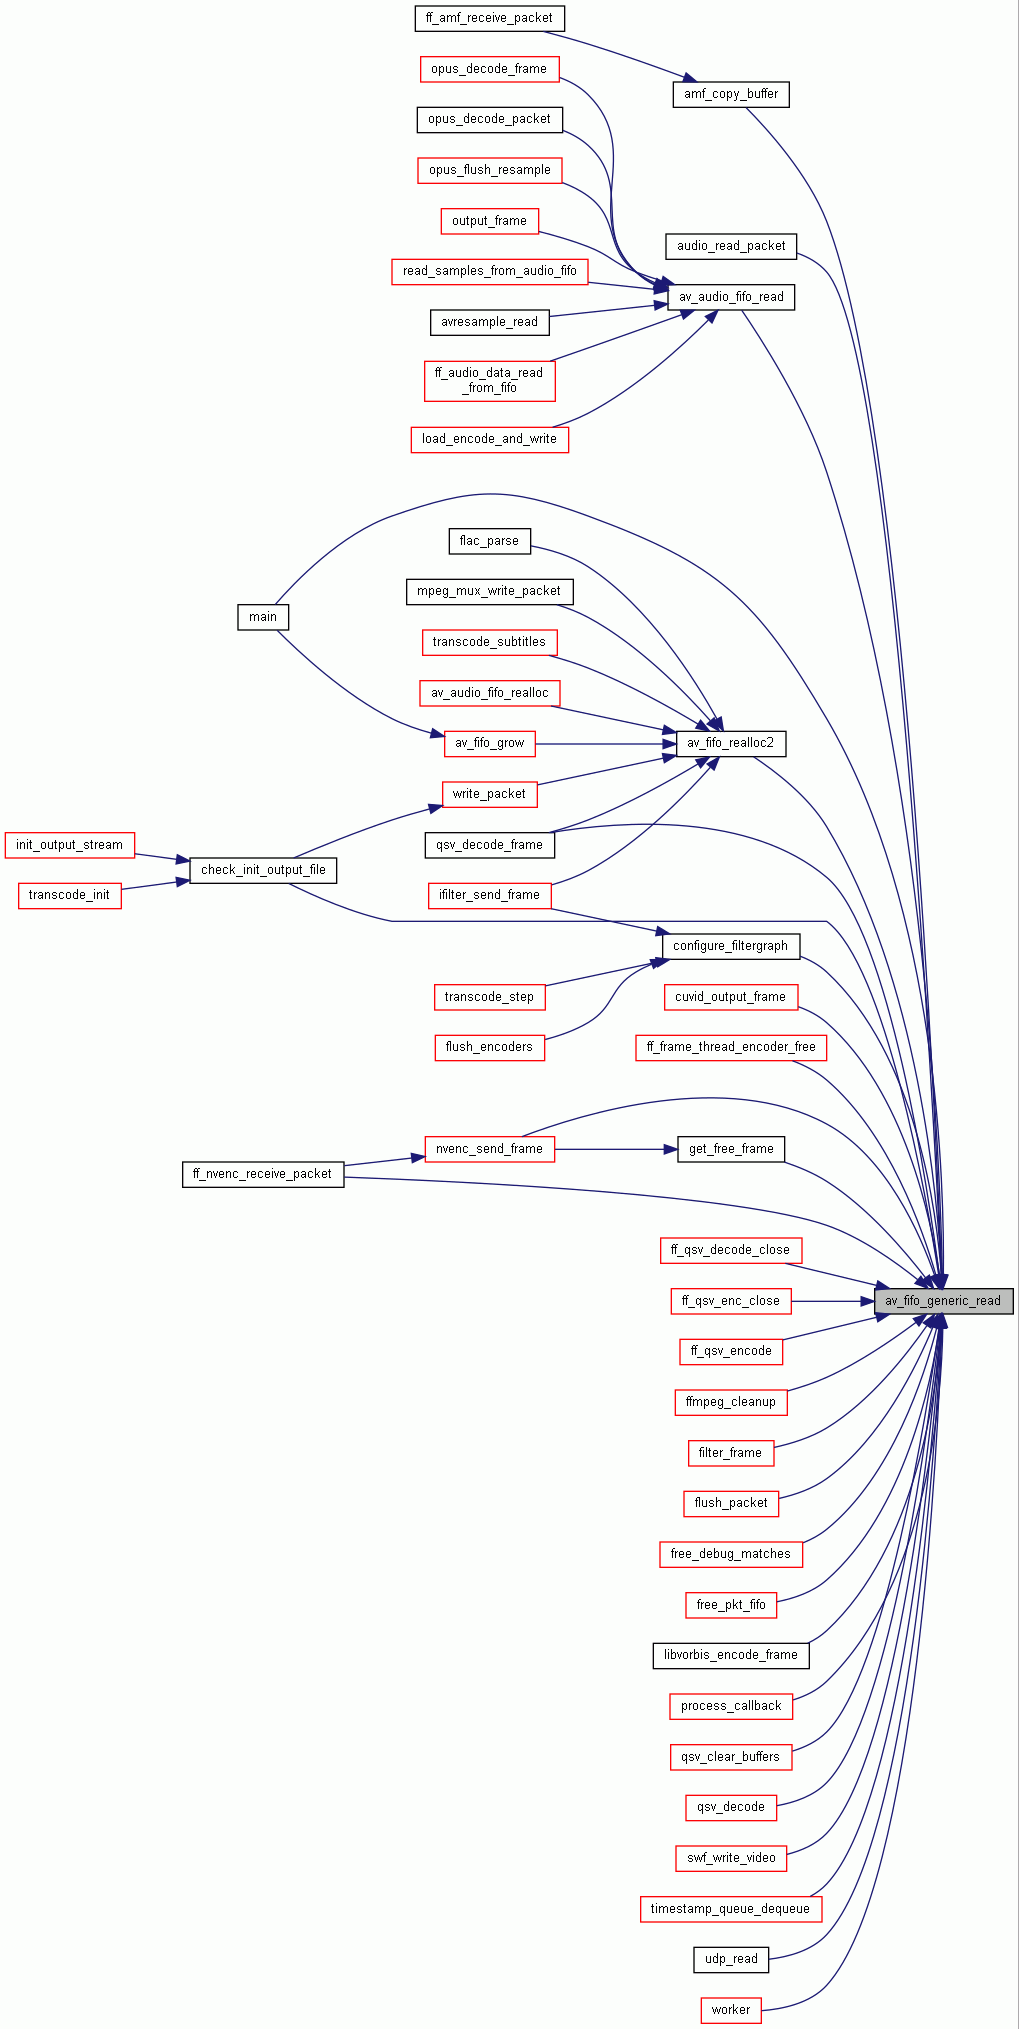 ff_amf_receive_packet
opus_decode_frame
amf_copy_buffer
opus_decode_packet
opus_flush_resample
output_frame
audio_read_packet
read_samples_from_audio_fifo
av_audio_fifo_read
avresample_read
ff_audio_data_read
_from_fifo
load_encode_and_write
flac_parse
mpeg_mux_write_packet
main
transcode_subtitles
av_audio_fifo_realloc
av_fifo_grow
av_fifo_realloc2
write_packet
init_output_stream
qsv_decode_frame
check_init_output_file
transcode_init
ifilter_send_frame
configure_filtergraph
transcode_step
cuvid_output_frame
flush_encoders
ff_frame_thread_encoder_free
nvenc_send_frame
get_free_frame
ff_nvenc_receive_packet
ff_qsv_decode_close
ff_qsv_enc_close
av_fifo_generic_read
ff_qsv_encode
ffmpeg_cleanup
filter_frame
flush_packet
free_debug_matches
free_pkt_fifo
libvorbis_encode_frame
process_callback
qsv_clear_buffers
qsv_decode
swf_write_video
timestamp_queue_dequeue
udp_read
worker